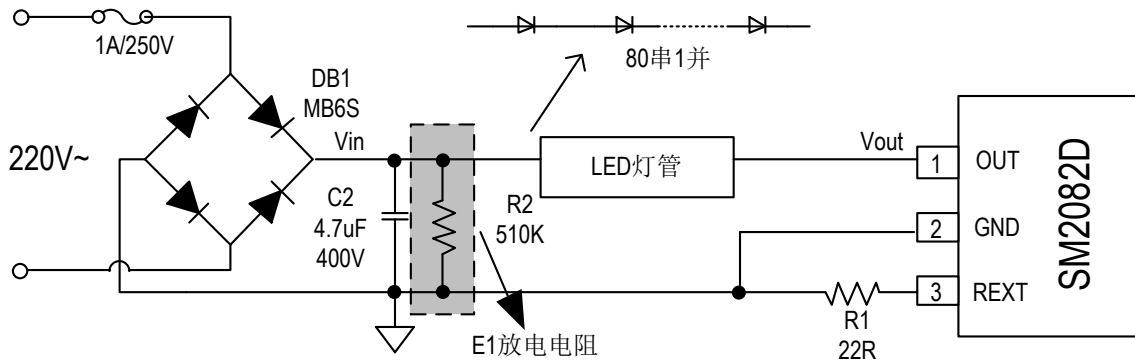 1A/250V
80串1并
DB1
MB6S
220V~
Vin
LED灯管
Vout
1
OUT
C2
4.7uF
400V
R2
510K
2
GND
SM2082D
3
REXT
E1放电电阻
R1
22R